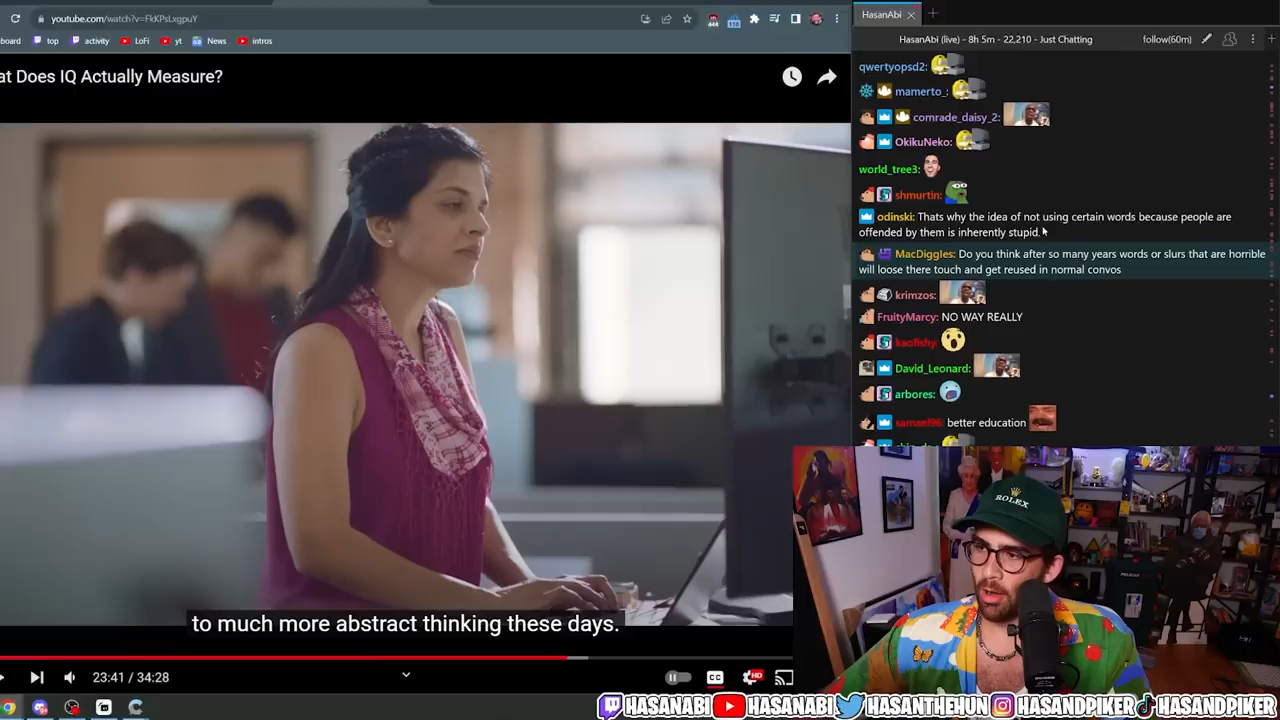 youtube.com/watch?v=FkKPsLxgpuY
444
board
top
activity
LoFi
yt
News
intros
at Does IQ Actually Measure?
to much more abstract thinking these days.
23:41 / 34:28
CC
HD
HasanAbi
HasanAbi (live) - 8h 5m - 22,210 - Just Chatting
follow(60m)
qwertyopsd2:
mamerto_:
comrade_daisy_2:
OkikuNeko:
world_tree3:
shmurtin:
odinski: Thats why the idea of not using certain words because people are
offended by them is inherently stupid.
MacDiggles: Do you think after so many years words or slurs that are horrible
will loose there touch and get reused in normal convos
krimzos:
FruityMarcy: NO WAY REALLY
kaofishy:
David_Leonard:
arbores:
samael96: better education
ROLEX
HASANABI
HASANABI
HASANTHEHUN
HASANDPIKER
HASANDPIKER